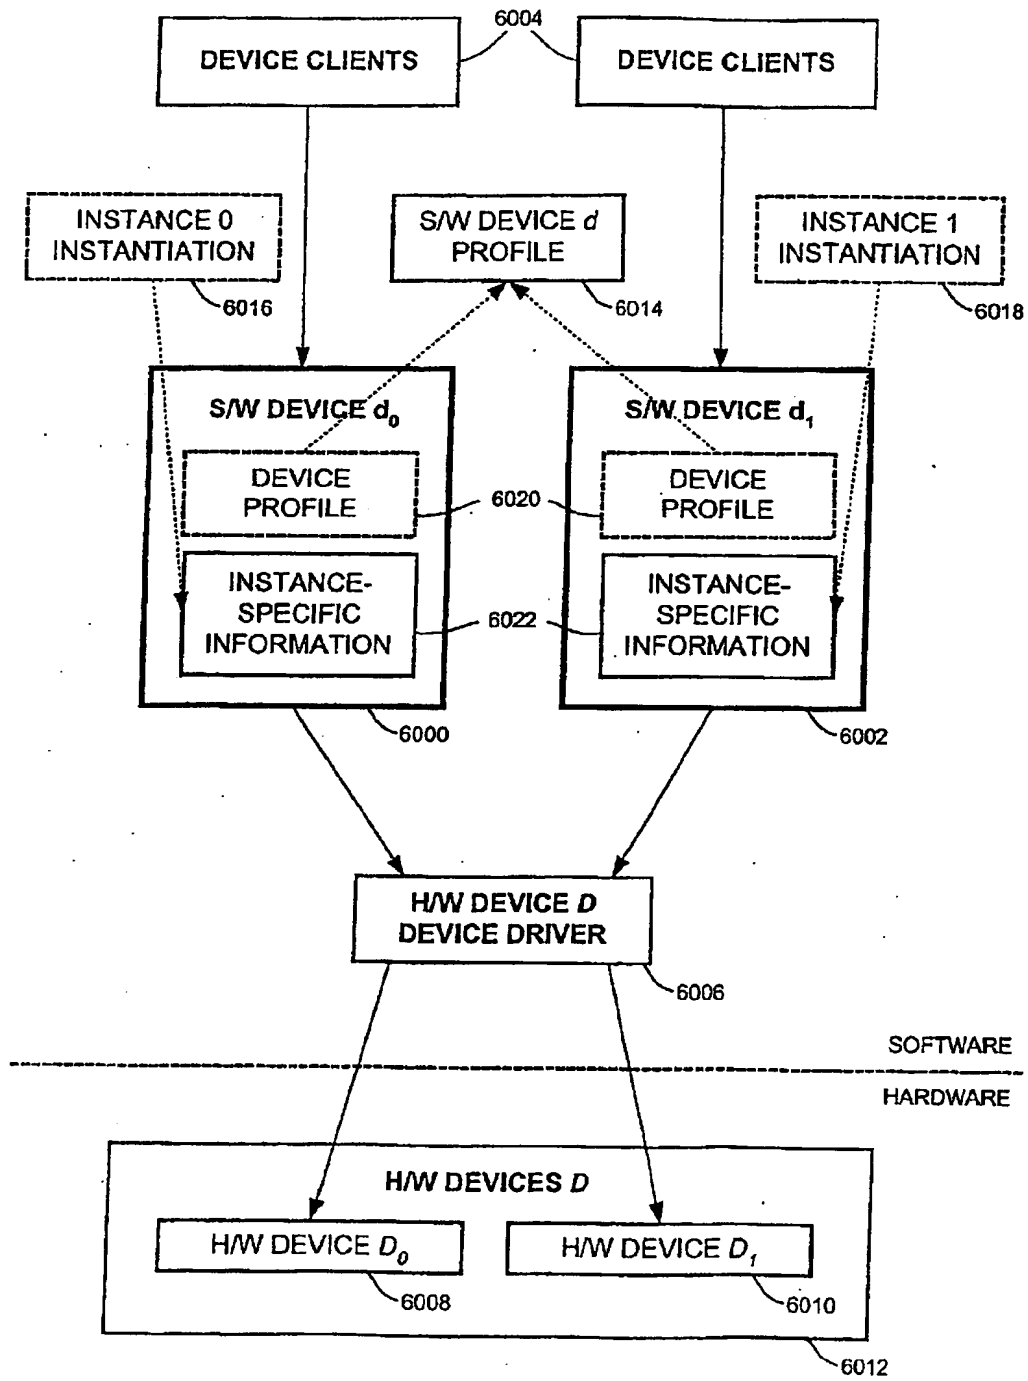 6004
DEVICE CLIENTS
DEVICE CLIENTS
INSTANCE 0
INSTANTIATION
6016
S/W DEVICE d
PROFILE
6014
INSTANCE 1
INSTANTIATION
6018
S/W DEVICE d0
DEVICE
PROFILE
6020
INSTANCE-
SPECIFIC
INFORMATION
6022
6000
S/W DEVICE d1
DEVICE
PROFILE
INSTANCE-
SPECIFIC
INFORMATION
6002
H/W DEVICE D
DEVICE DRIVER
6006
SOFTWARE
HARDWARE
H/W DEVICES D
H/W DEVICE D0
6008
H/W DEVICE D1
6010
6012